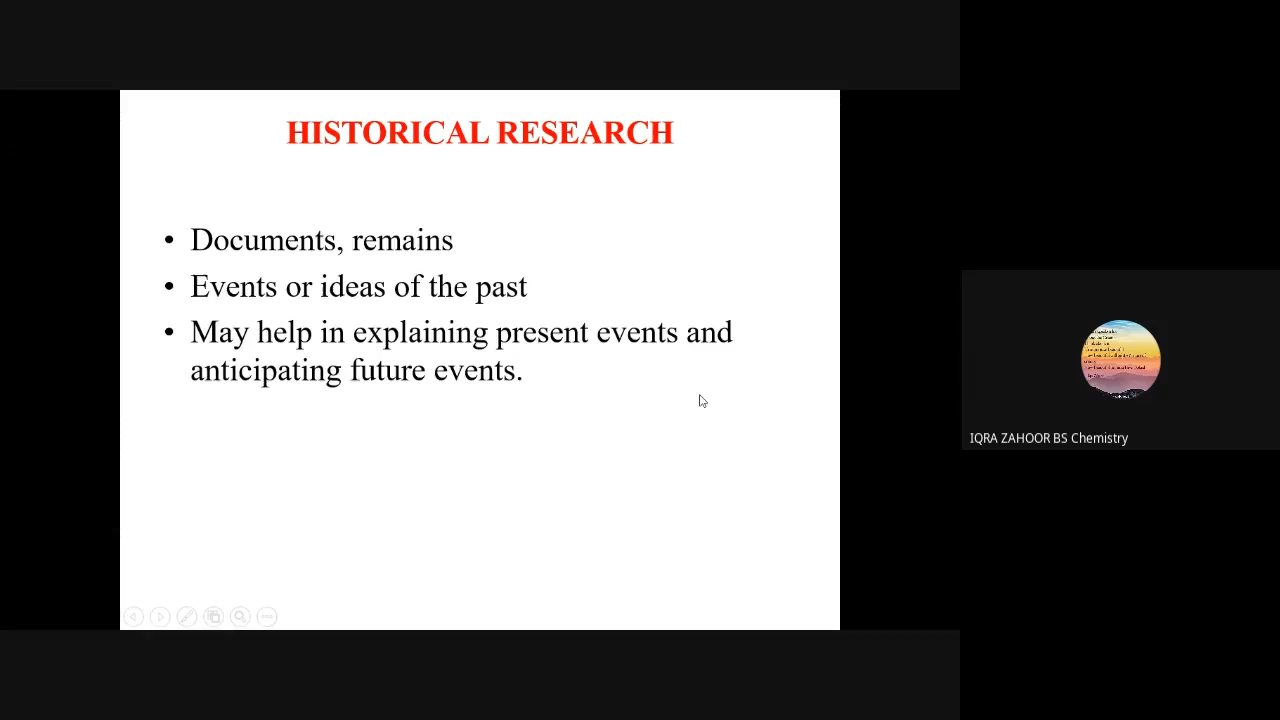 HISTORICAL RESEARCH
• Documents, remains
• Events or ideas of the past
• May help in explaining present events and
anticipating future events.
IQRA ZAHOOR BS Chemistry